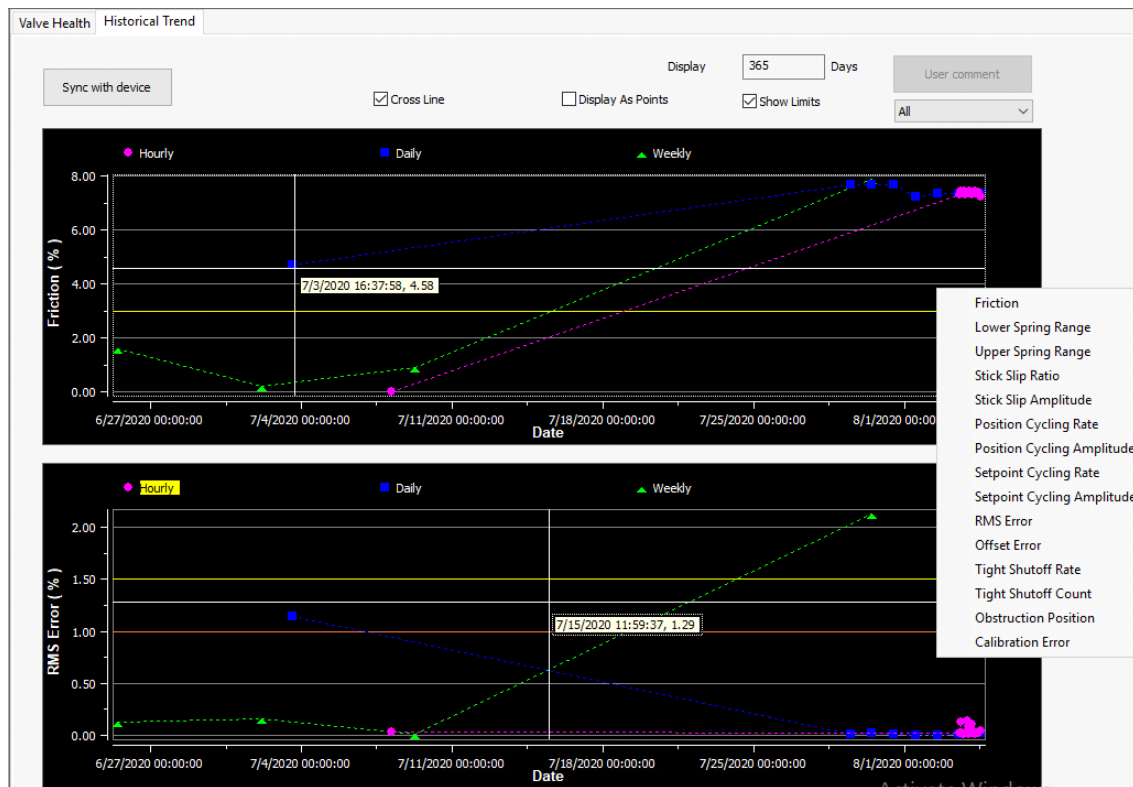 Valve Health Historical Trend
Display 365 Days
User comment
Sync with device
Cross Line Display As Points Show Limits
All
Hourly Daily Weekly
8.00
6.00
4.00
2.00
0.00
Friction ( % )
7/3/2020 16:37:58, 4.58
6/27/2020 00:00:00 7/4/2020 00:00:00 7/11/2020 00:00:00 7/18/2020 00:00:00 7/25/2020 00:00:00 8/1/2020 00:00:0
Date
Friction
Lower Spring Range
Upper Spring Range
Stick Slip Ratio
Stick Slip Amplitude
Position Cycling Rate
Position Cycling Amplitude
Setpoint Cycling Rate
Setpoint Cycling Amplitude
RMS Error
Offset Error
Tight Shutoff Rate
Tight Shutoff Count
Obstruction Position
Calibration Error
Hourly Daily Weekly
2.00
1.50
1.00
0.50
0.00
RMS Error ( % )
7/15/2020 11:59:37, 1.29
6/27/2020 00:00:00 7/4/2020 00:00:00 7/11/2020 00:00:00 7/18/2020 00:00:00 7/25/2020 00:00:00 8/1/2020 00:00:00
Date
Activate Windows